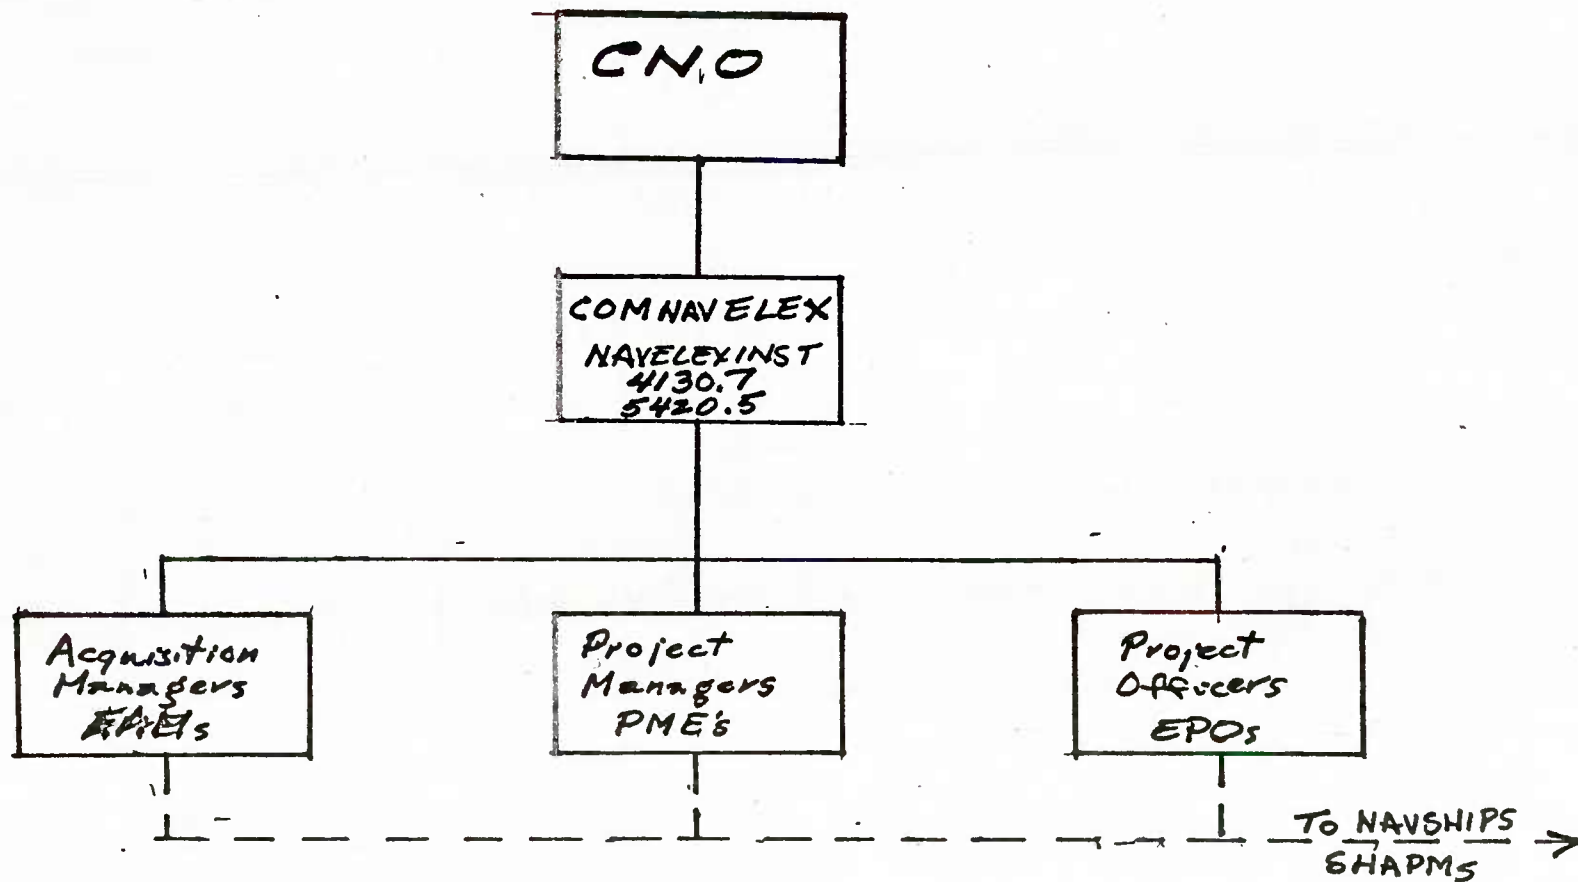 CNO
COMNAVELEX
NAVELEXINST
4130.7
5420.5
Acquisition
Managers
Project
Managers
PME's
Project
Officers
EPOs
TO NAVSHIPS
SHAPMs